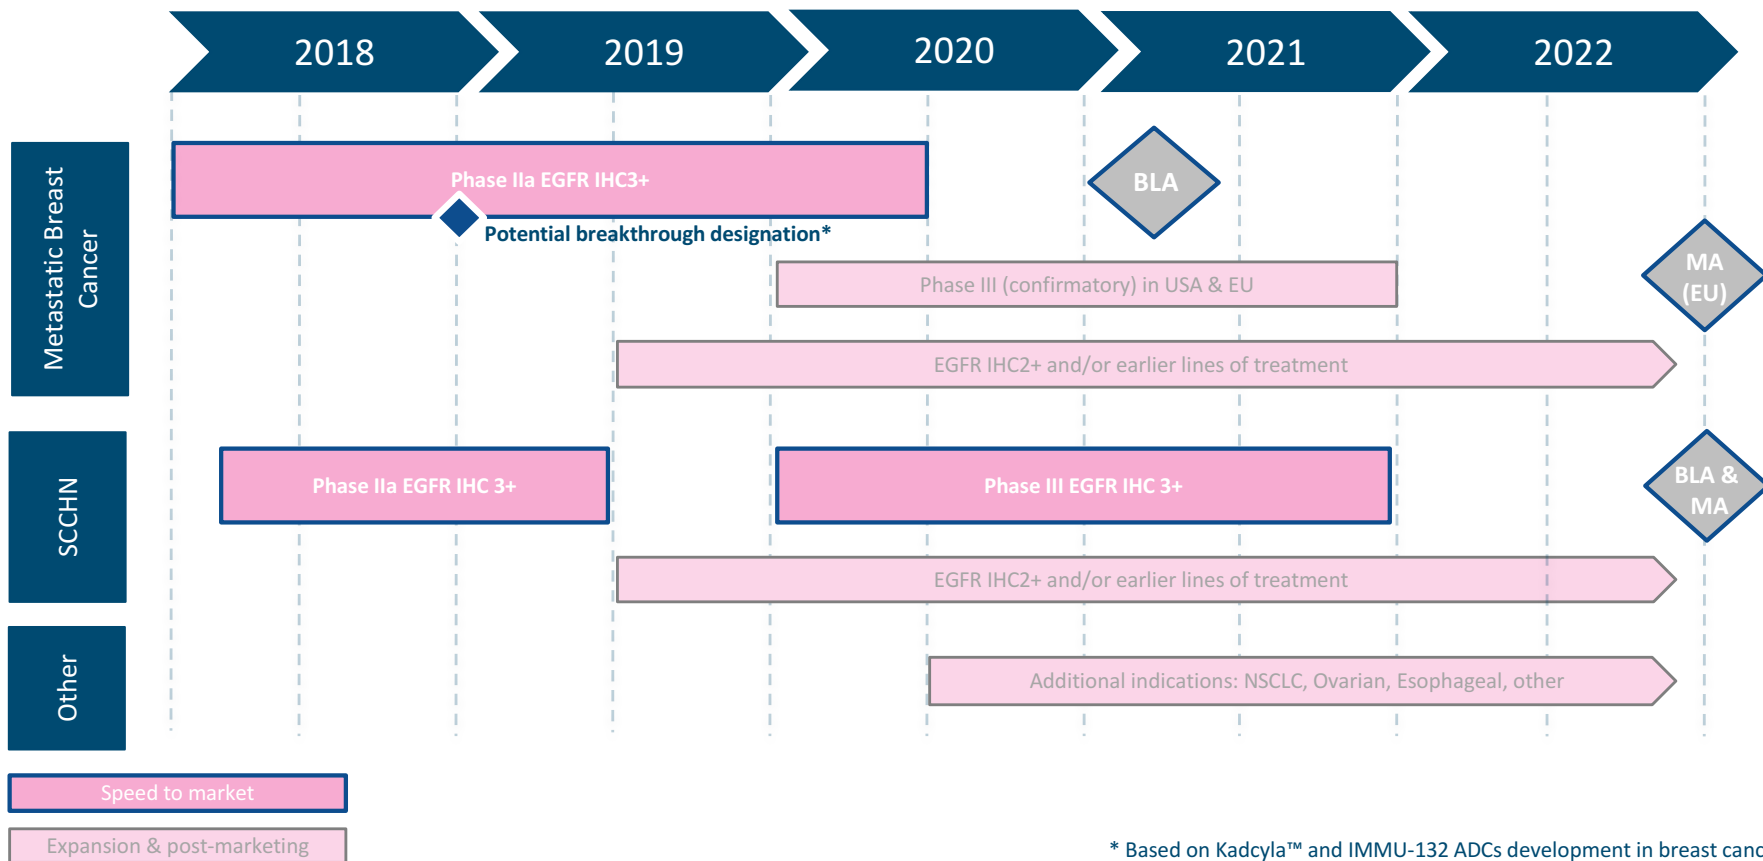 2018
2019
2020
2021
2022
Metastatic Breast
Cancer
Phase IIa EGFR IHC3+
BLA
Potential breakthrough designation*
MA
(EU)
Phase III (confirmatory) in USA & EU
EGFR IHC2+ and/or earlier lines of treatment
SCCHN
Phase IIa EGFR IHC 3+
Phase III EGFR IHC 3+
BLA &
MA
EGFR IHC2+ and/or earlier lines of treatment
Other
Additional indications: NSCLC, Ovarian, Esophageal, other
Speed to market
Expansion & post-marketing
* Based on Kadcyla™ and IMMU-132 ADCs development in breast canc